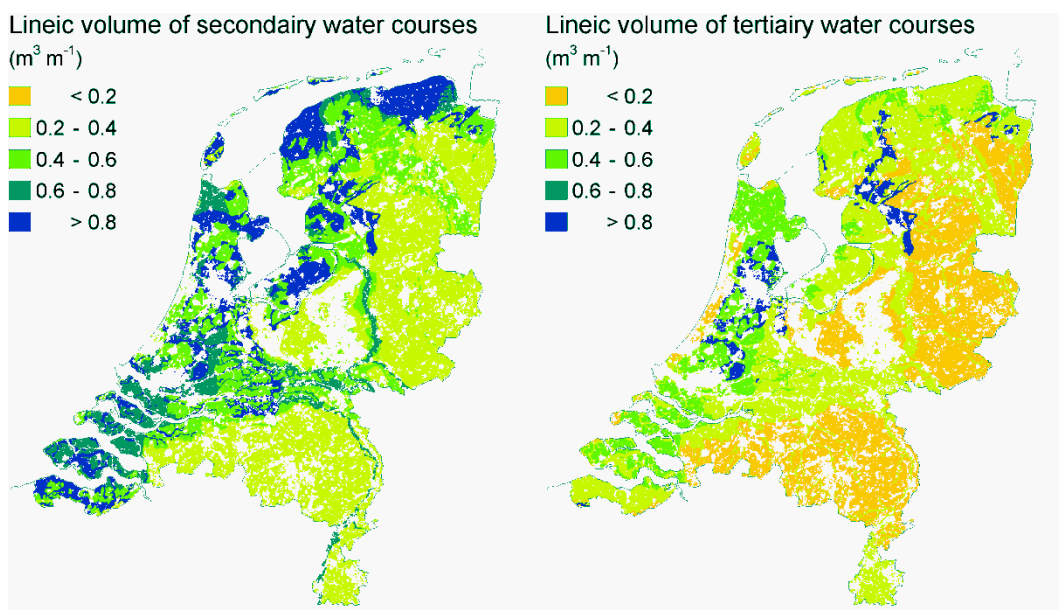 Lineic volume of secondairy water courses
(m³ m⁻¹)
< 0.2
0.2 - 0.4
0.4 - 0.6
0.6 - 0.8
> 0.8
Lineic volume of tertiairy water courses
(m³ m⁻¹)
< 0.2
0.2 - 0.4
0.4 - 0.6
0.6 - 0.8
> 0.8